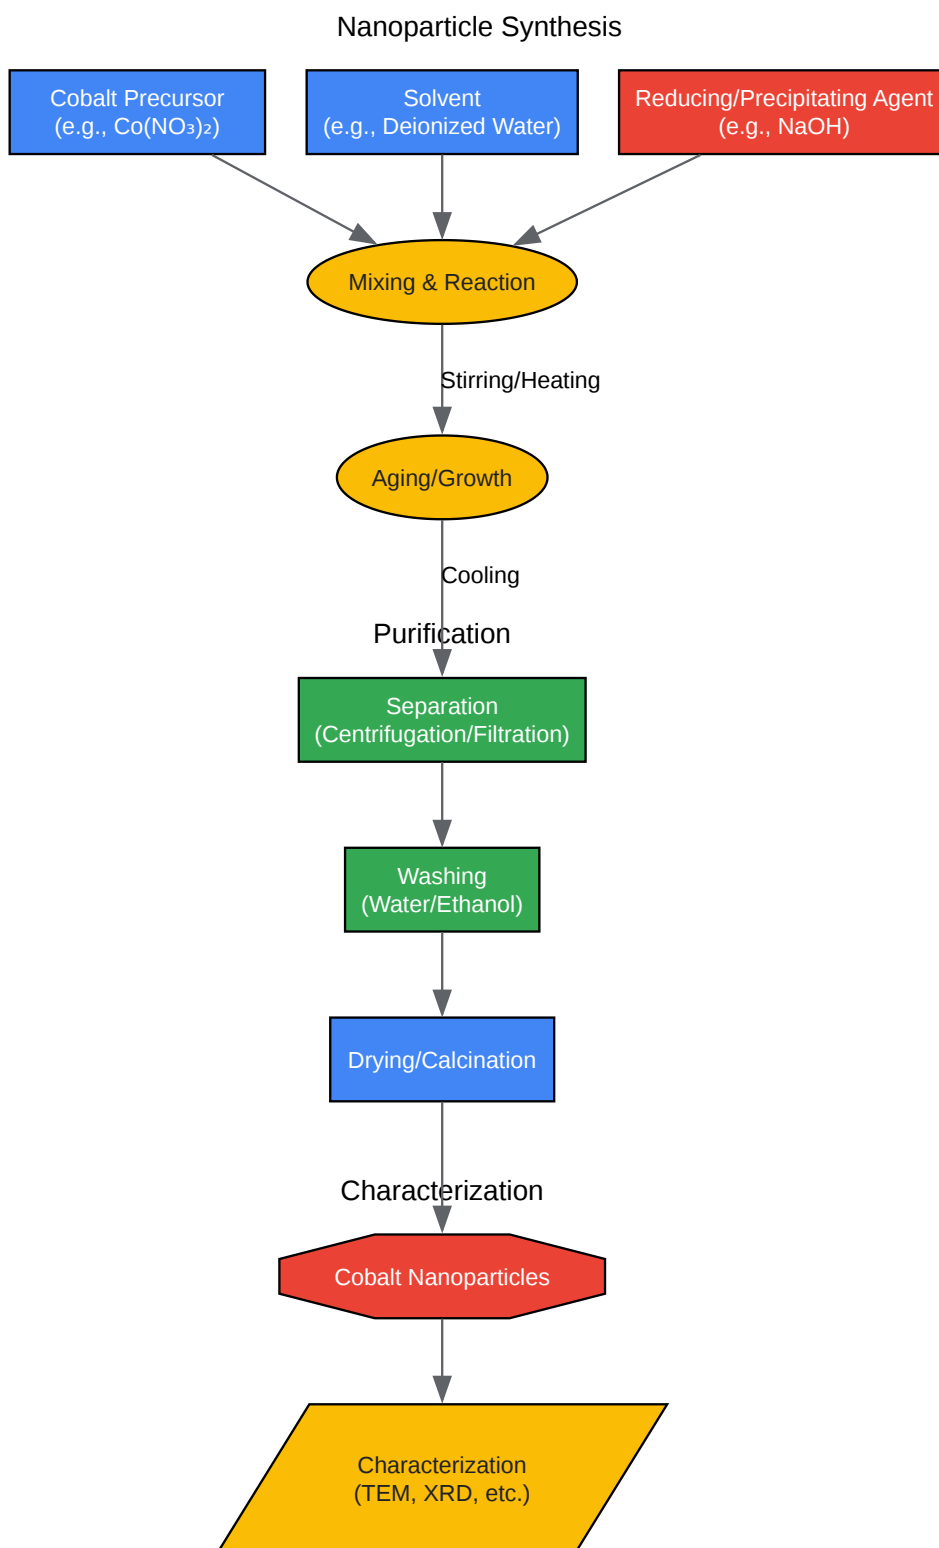 Nanoparticle Synthesis
Cobalt Precursor
(e.g., Co(NO₃)₂)
Solvent
(e.g., Deionized Water)
Reducing/Precipitating Agent
(e.g., NaOH)
Mixing & Reaction
Stirring/Heating
Aging/Growth
Cooling
Purification
Separation
(Centrifugation/Filtration)
Washing
(Water/Ethanol)
Drying/Calcination
Characterization
Cobalt Nanoparticles
Characterization
(TEM, XRD, etc.)